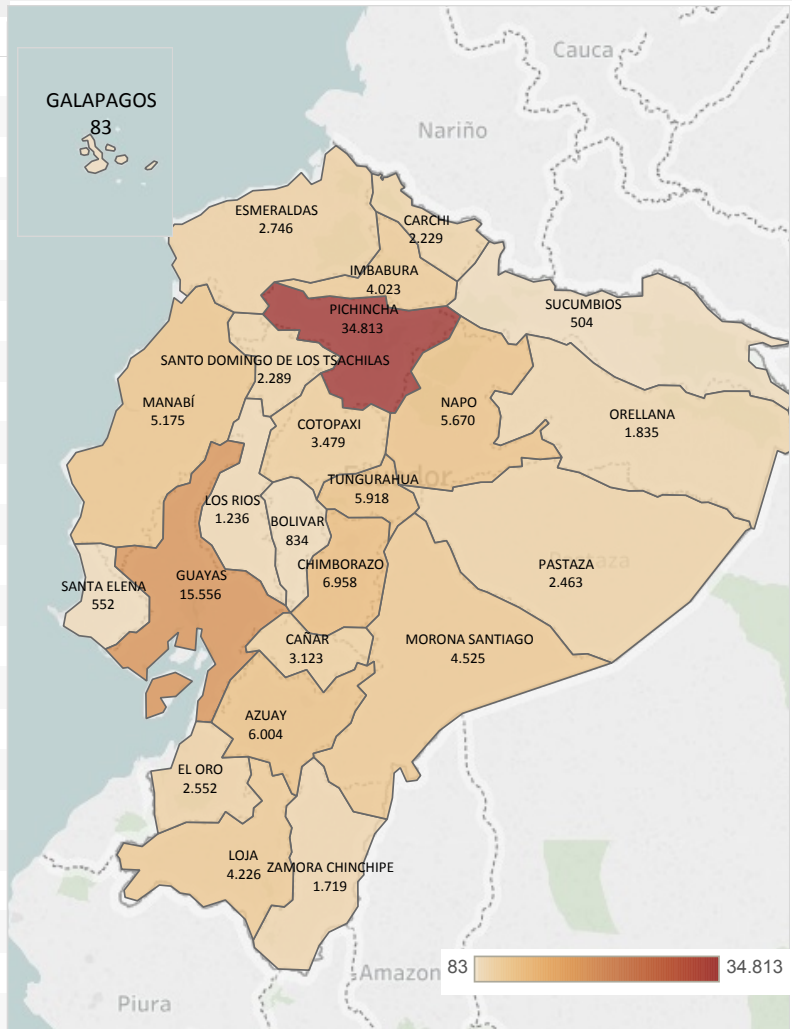 Cauca
Nariño
GALAPAGOS
83
ESMERALDAS
2.746
CARCHI
2.229
IMBABURA
4.023
SUCUMBIOS
504
PICHINCHA
34.813
SANTO DOMINGO DE LOS TSACHILAS
2.289
MANABÍ
5.175
NAPO
5.670
ORELLANA
1.835
COTOPAXI
3.479
TUNGURAHUA
5.918
LOS RIOS
1.236
BOLIVAR
834
CHIMBORAZO
6.958
PASTAZA
2.463
SANTA ELENA
552
GUAYAS
15.556
CAÑAR
3.123
MORONA SANTIAGO
4.525
AZUAY
6.004
EL ORO
2.552
LOJA
4.226
ZAMORA CHINCHIPE
1.719
83
34.813
Amazon
Piura